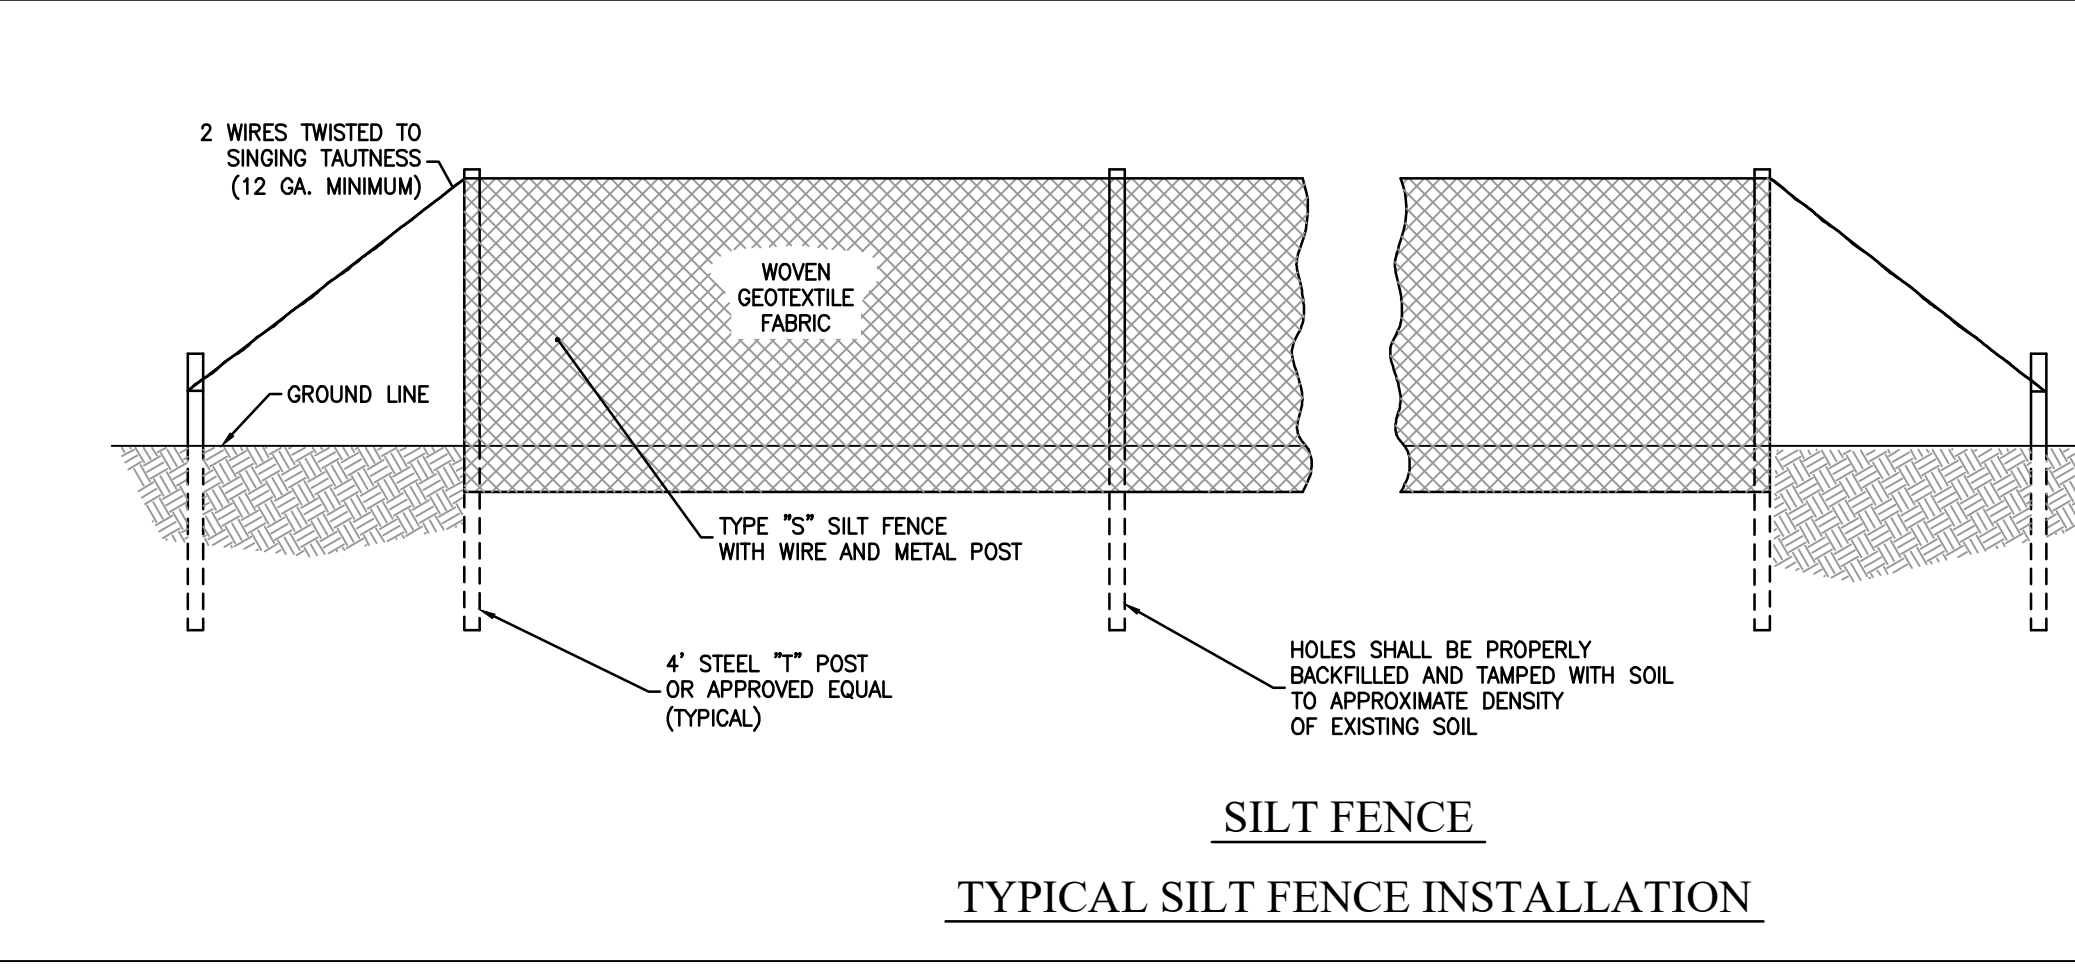 2 WIRES TWISTED TO
SINGING TAUTNESS
(12 GA. MINIMUM)
WOVEN
GEOTEXTILE
FABRIC
GROUND LINE
TYPE "S" SILT FENCE
WITH WIRE AND METAL POST
4' STEEL "T" POST
OR APPROVED EQUAL
(TYPICAL)
HOLES SHALL BE PROPERLY
BACKFILLED AND TAMPED WITH SOIL
TO APPROXIMATE DENSITY
OF EXISTING SOIL
SILT FENCE
TYPICAL SILT FENCE INSTALLATION